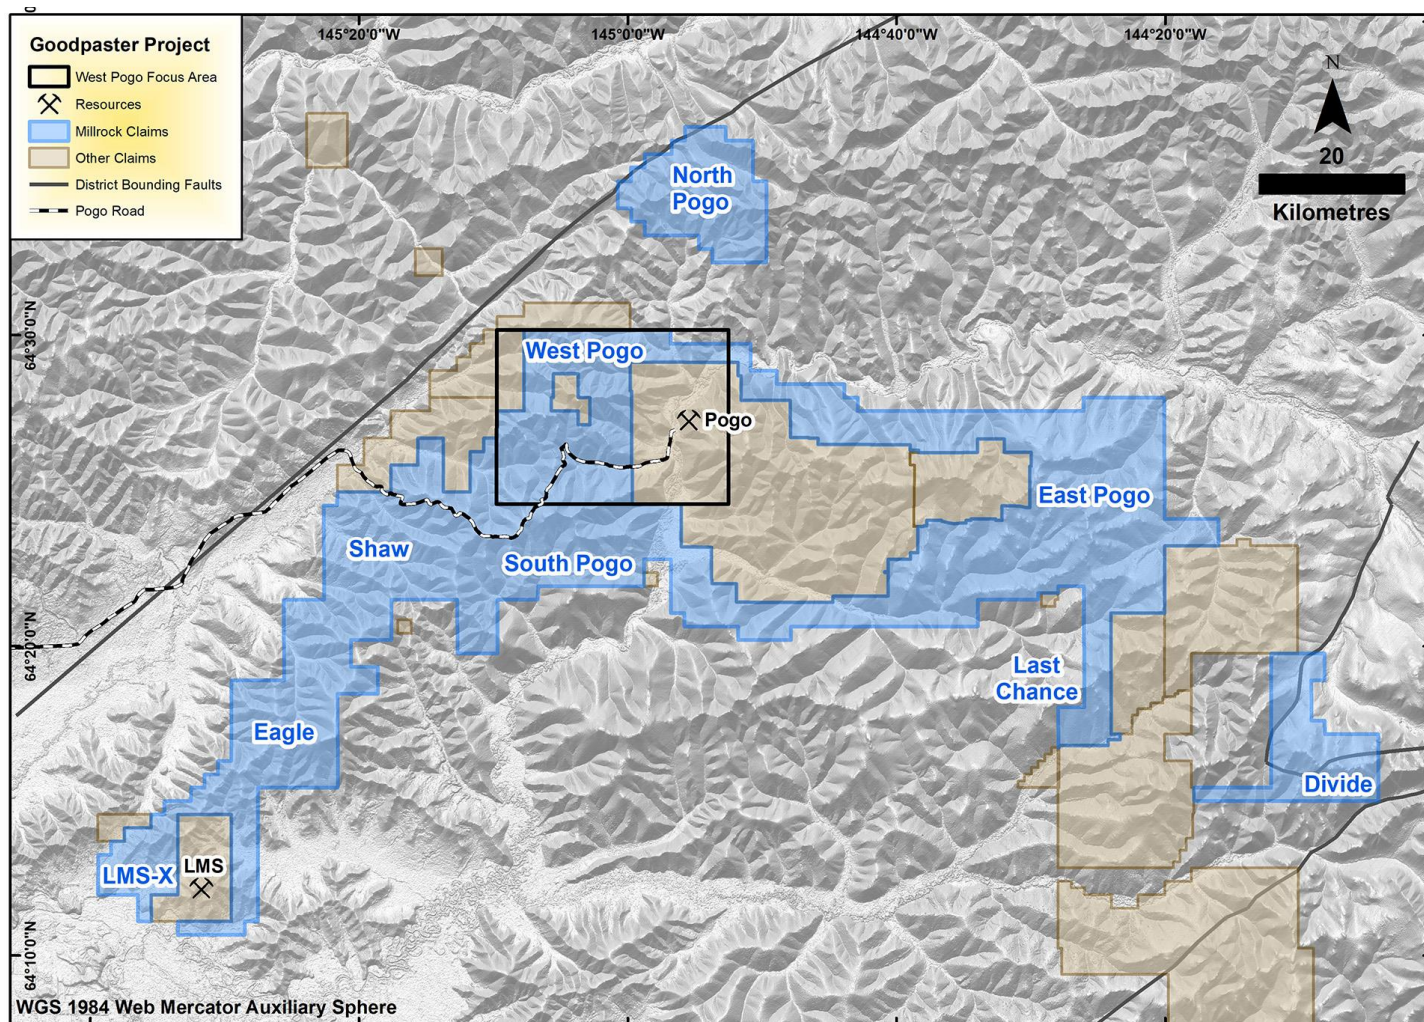 145°20'0"W
145°0'0"W
144°40'0"W
144°20'0"W
Goodpaster Project
West Pogo Focus Area
Resources
Millrock Claims
Other Claims
District Bounding Faults
Pogo Road
N
20
Kilometres
North
Pogo
64°30'0"N
West Pogo
Pogo
East Pogo
Shaw
South Pogo
64°20'0"N
Last
Chance
Eagle
Divide
LMS-X
LMS
64°10'0"N
WGS 1984 Web Mercator Auxiliary Sphere